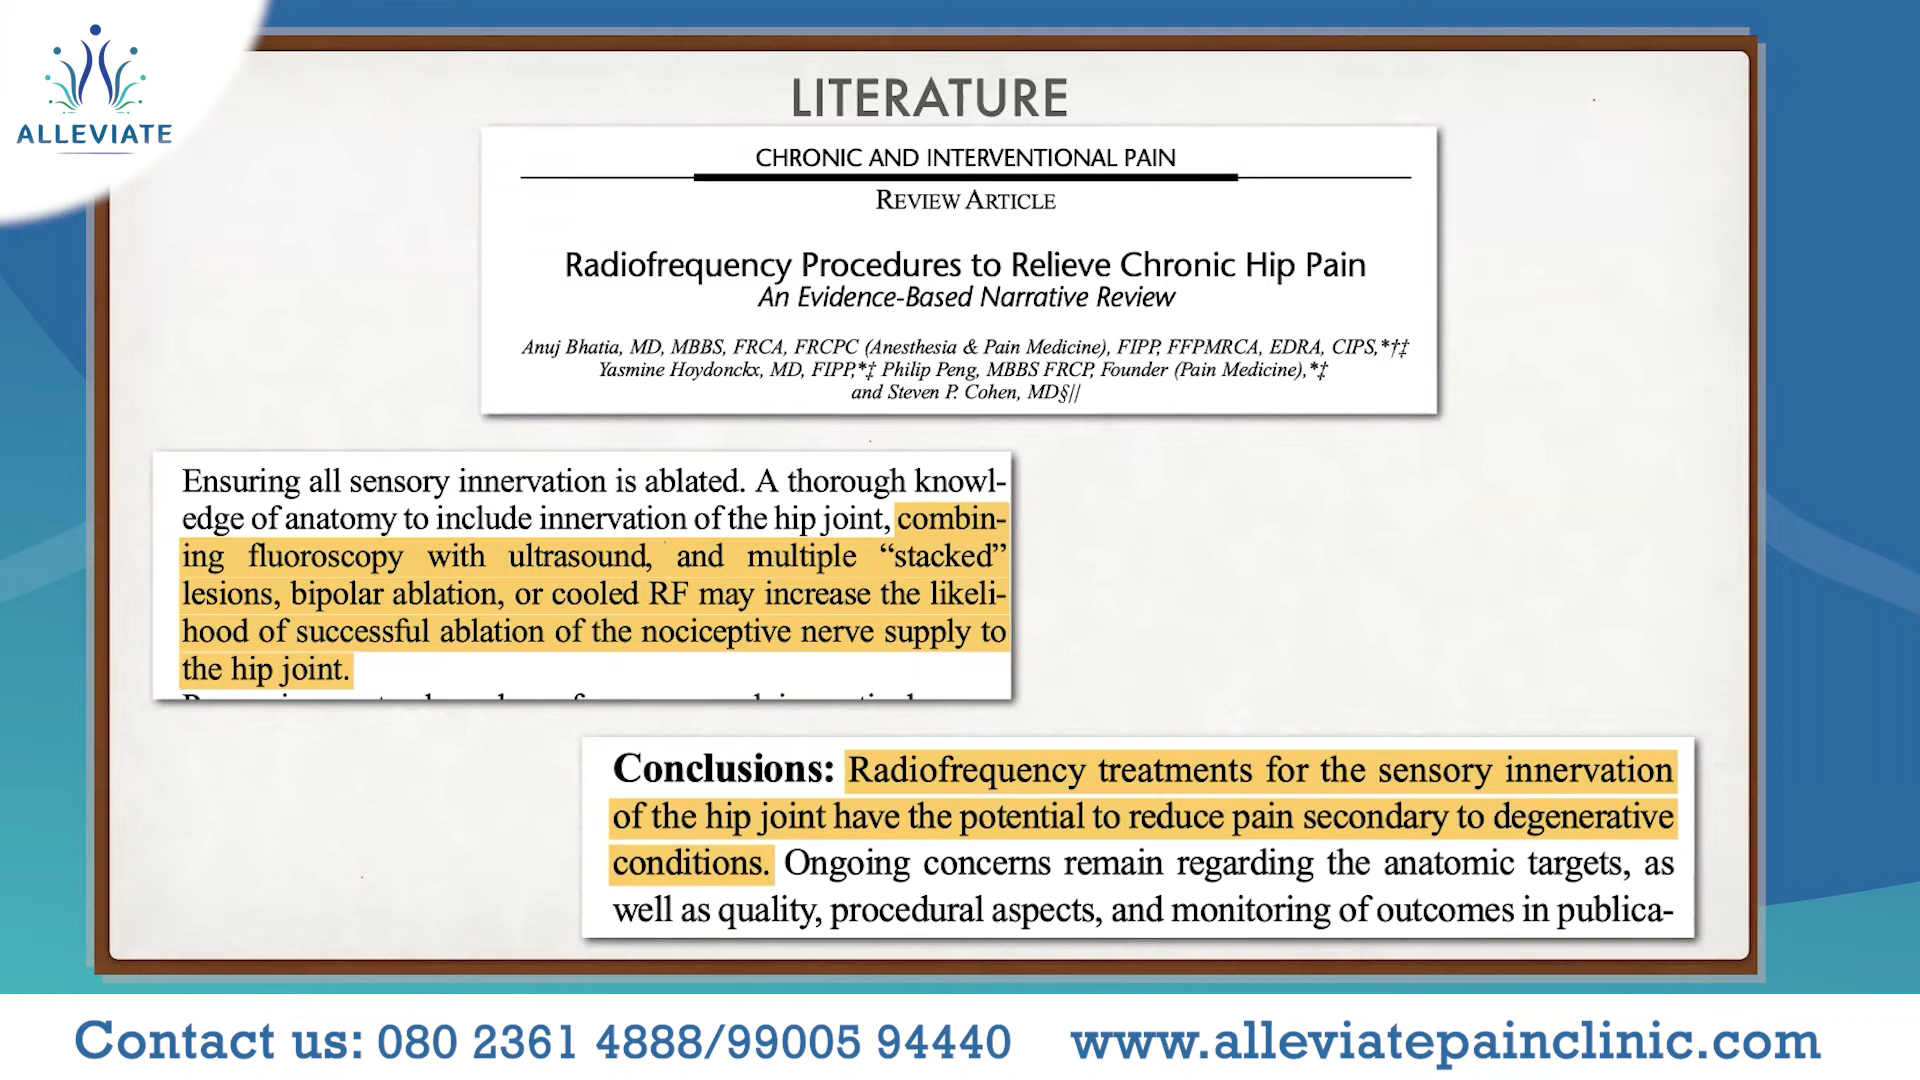 ALLEVIATE
LITERATURE
CHRONIC AND INTERVENTIONAL PAIN
REVIEW ARTICLE
Radiofrequency Procedures to Relieve Chronic Hip Pain
An Evidence-Based Narrative Review
Anuj Bhatia, MD, MBBS, FRCA, FRCPC (Anesthesia & Pain Medicine), FIPP, FFPMRCA, EDRA, CIPS,*†‡
Yasmine Hoydonckx, MD, FIPP,*‡ Philip Peng, MBBS FRCP, Founder (Pain Medicine),*‡
and Steven P. Cohen, MD§//
Ensuring all sensory innervation is ablated. A thorough knowl-
edge of anatomy to include innervation of the hip joint, combin-
ing fluoroscopy with ultrasound, and multiple “stacked”
lesions, bipolar ablation, or cooled RF may increase the likeli-
hood of successful ablation of the nociceptive nerve supply to
the hip joint.
Conclusions: Radiofrequency treatments for the sensory innervation
of the hip joint have the potential to reduce pain secondary to degenerative
conditions. Ongoing concerns remain regarding the anatomic targets, as
well as quality, procedural aspects, and monitoring of outcomes in publica-
Contact us: 080 2361 4888/99005 94440 www.alleviatepainclinic.com